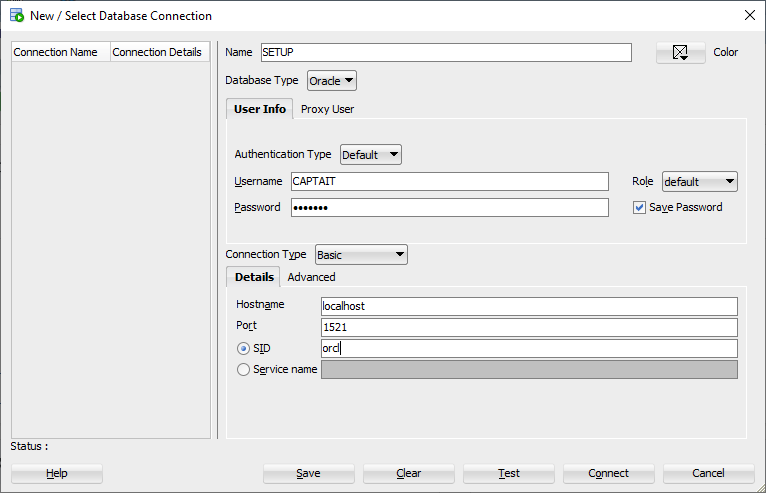 New / Select Database Connection
Connection Name Connection Details
Name SETUP Color
Database Type Oracle
User Info Proxy User
Authentication Type Default
Username CAPTAIT Role default
Password ••••••• Save Password
Connection Type Basic
Details Advanced
Hostname localhost
Port 1521
SID orcl
Service name
Status :
Help Save Clear Test Connect Cancel